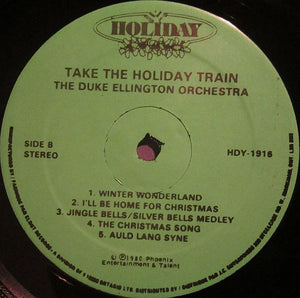 HOLIDAY
TAKE THE HOLIDAY TRAIN
THE DUKE ELLINGTON ORCHESTRA
SIDE B
STEREO
HDY-1916
1. WINTER WONDERLAND
2. I'LL BE HOME FOR CHRISTMAS
3. JINGLE BELLS/SILVER BELLS MEDLEY
4. THE CHRISTMAS SONG
5. AULD LANG SYNE
℗ 1980 Phoenix
Entertainment & Talent